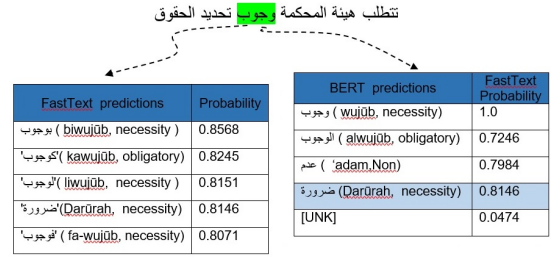 تتطلب هيئة المحكمة وجوب تحديد الحقوق
FastText predictions Probability
بوجوب ( biwujūb, necessity ) 0.8568
'كوجوب'( kawujūb, obligatory) 0.8245
'لوجوب'( liwujūb, necessity ) 0.8151
'ضرورة'(Darūrah, necessity) 0.8146
'فوجوب' ( fa-wujūb, necessity) 0.8071
BERT predictions FastText Probability
وجوب ( wujūb, necessity) 1.0
الوجوب ( alwujūb, obligatory) 0.7246
عدم ( ‘adam,Non) 0.7984
ضرورة (Darūrah, necessity) 0.8146
[UNK] 0.0474